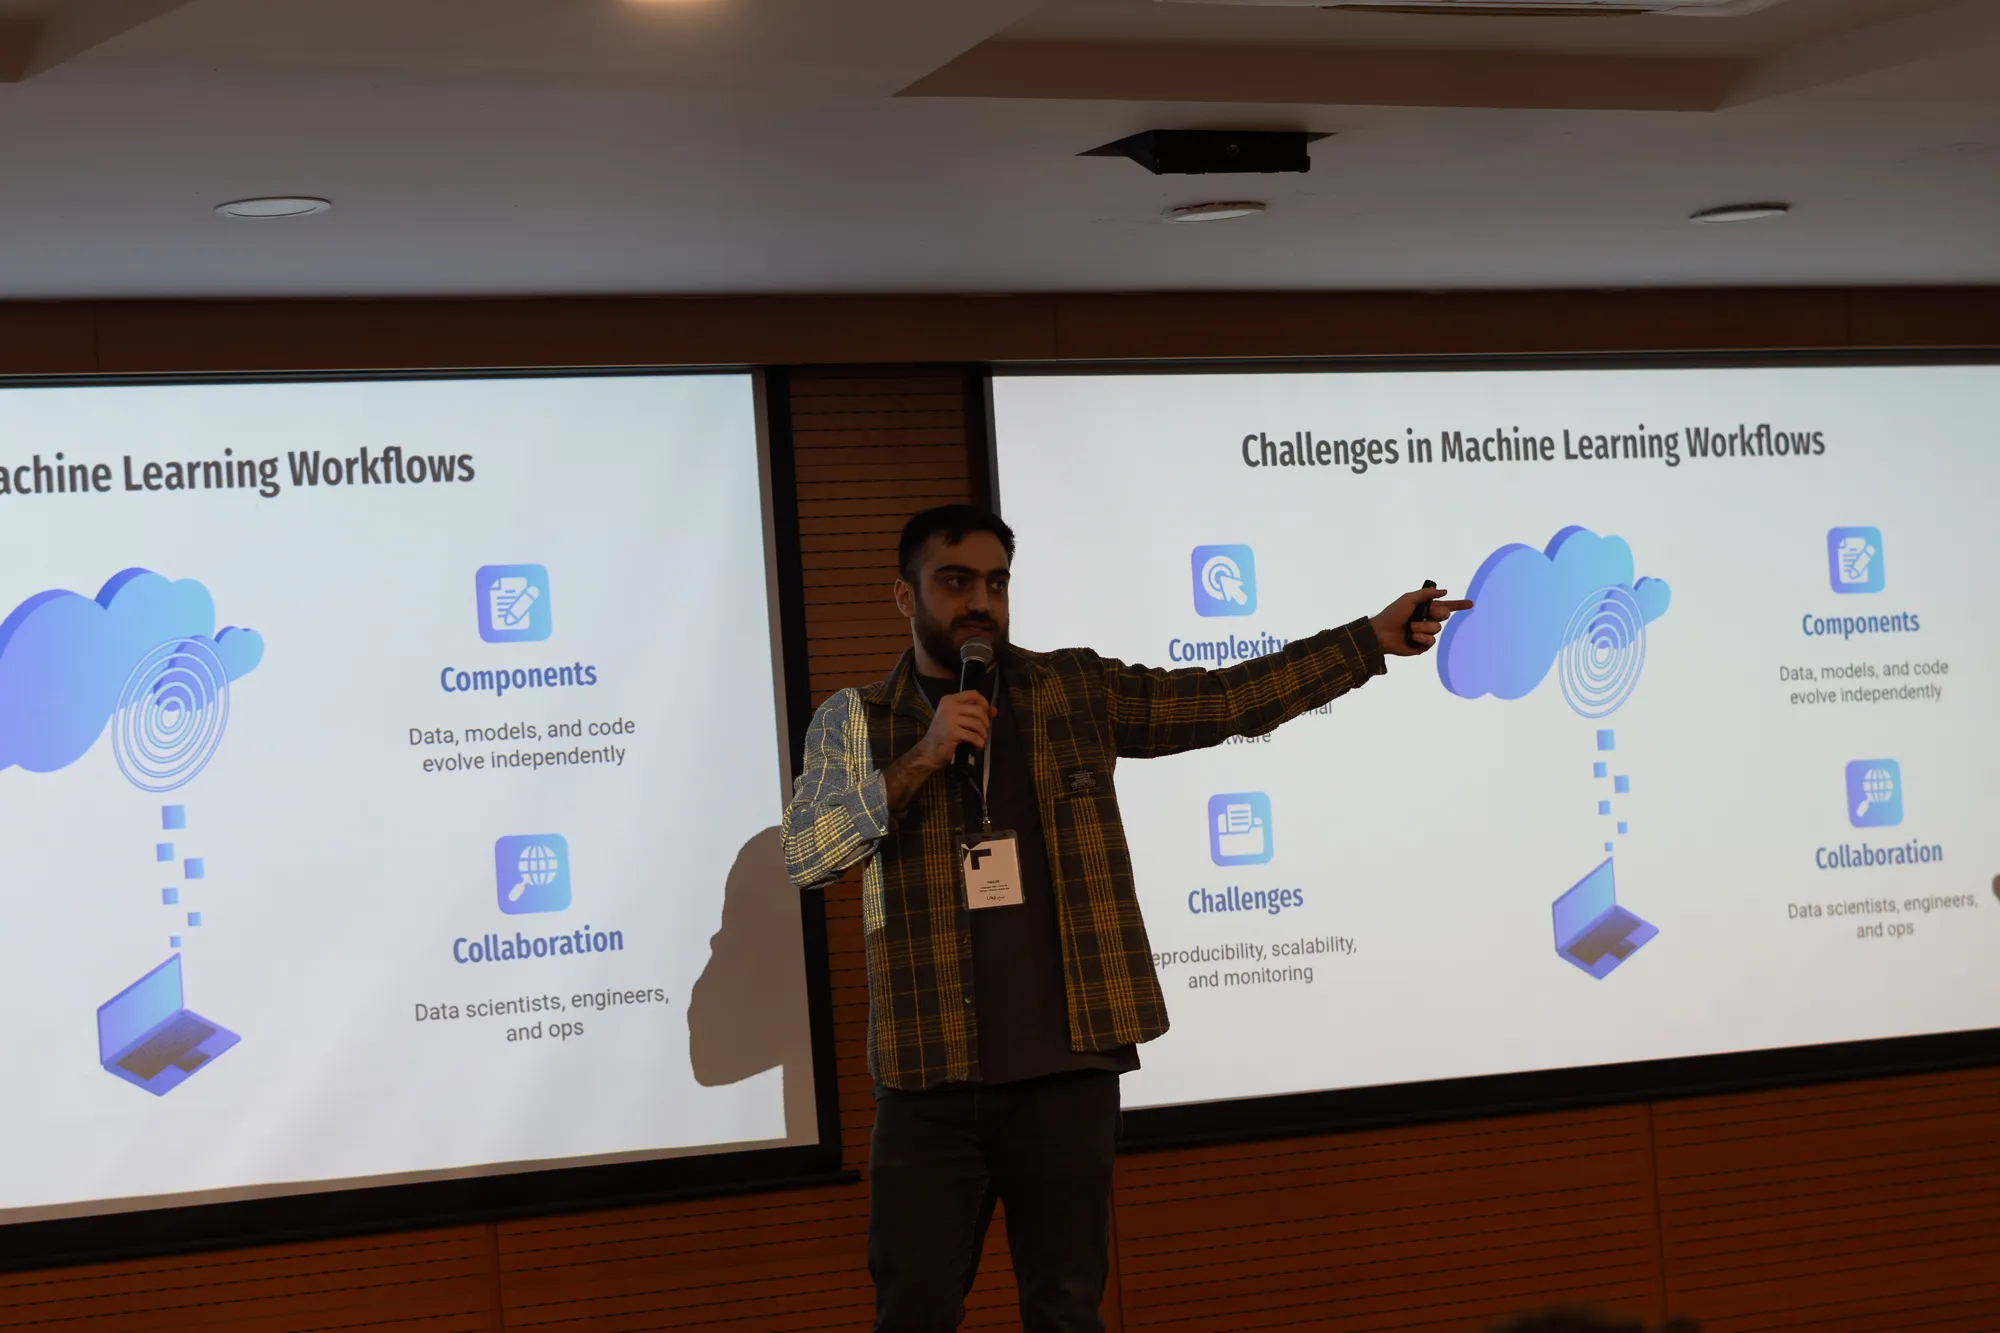 achine Learning Workflows
Components
Data, models, and code
evolve independently
Collaboration
Data scientists, engineers,
and ops
Challenges in Machine Learning Workflows
Complexity
Challenges
eproducibility, scalability,
and monitoring
Components
Data, models, and code
evolve independently
Collaboration
Data scientists, engineers,
and ops